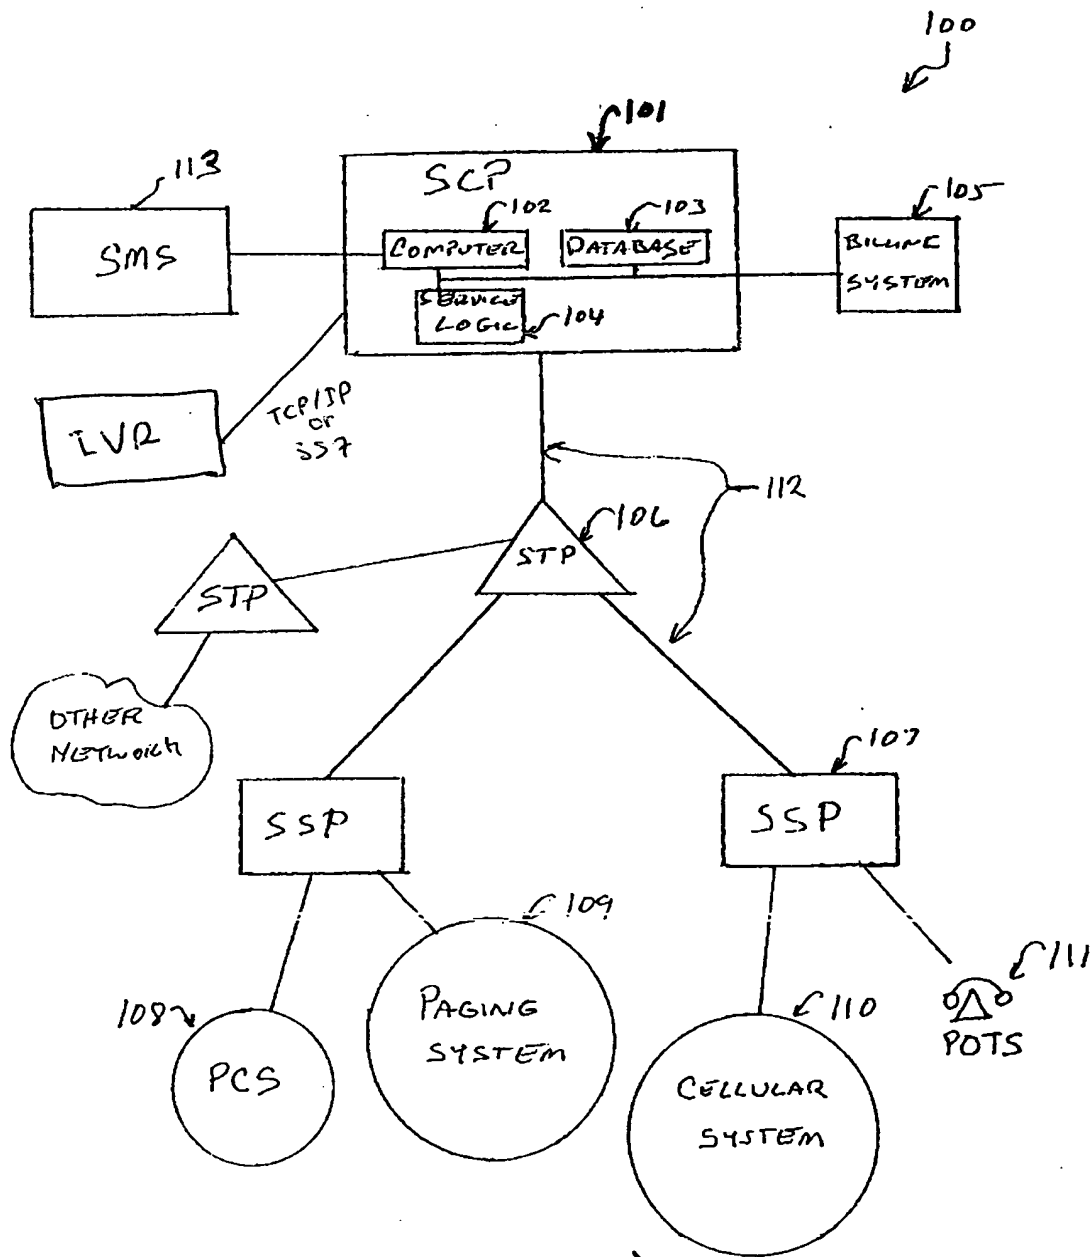 100
101
113
SCP
102
103
105
SMS
COMPUTER
DATABASE
BILLING
SYSTEM
SERVICE
LOGIC
104
IVR
TCP/IP
or
SS7
112
106
STP
STP
OTHER
NETWORK
107
SSP
SSP
109
111
108
PAGING
SYSTEM
110
POTS
PCS
CELLULAR
SYSTEM